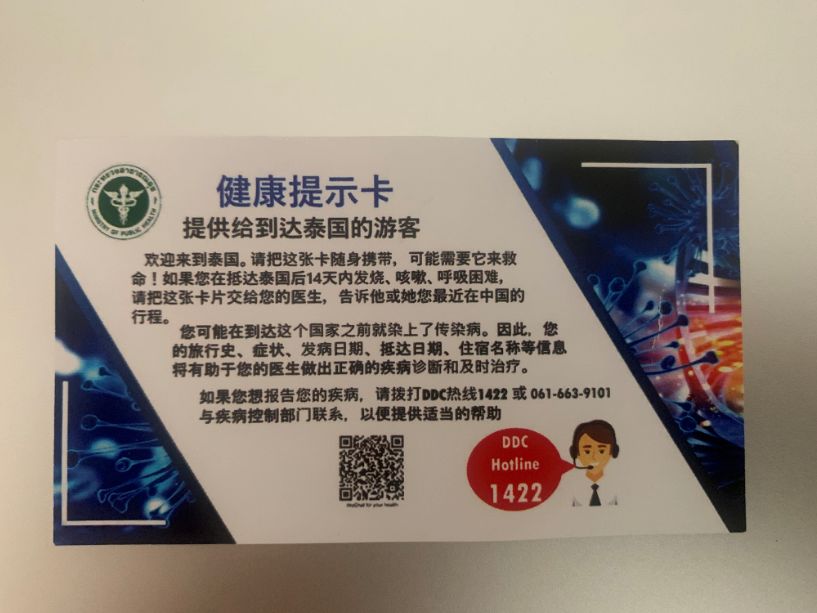 健康提示卡
提供给到达泰国的游客
欢迎来到泰国。请把这张卡随身携带，可能需要它来救
命！如果您在抵达泰国后14天内发烧、咳嗽、呼吸困难，
请把这张卡片交给您的医生，告诉他或她您最近在中国的
行程。
您可能在到达这个国家之前就染上了传染病。因此，您
的旅行史、症状、发病日期、抵达日期、住宿名称等信息
将有助于您的医生做出正确的疾病诊断和及时治疗。
如果您想报告您的疾病，请拨打DDC热线1422 或 061-663-9101
与疾病控制部门联系，以便提供适当的帮助
DDC
Hotline
1422
MINISTRY OF PUBLIC HEALTH
for your health